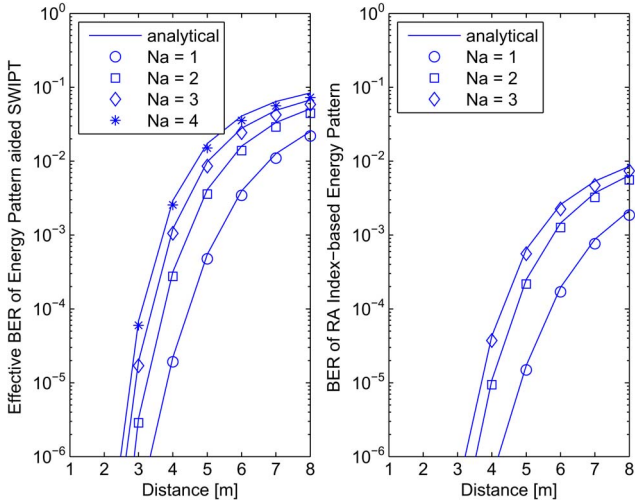 Effective BER of Energy Pattern aided SWIPT
10^0
10^-1
10^-2
10^-3
10^-4
10^-5
10^-6
analytical
Na = 1
Na = 2
Na = 3
Na = 4
1 2 3 4 5 6 7 8
Distance [m]
BER of RA Index-based Energy Pattern
10^0
10^-1
10^-2
10^-3
10^-4
10^-5
10^-6
analytical
Na = 1
Na = 2
Na = 3
1 2 3 4 5 6 7 8
Distance [m]